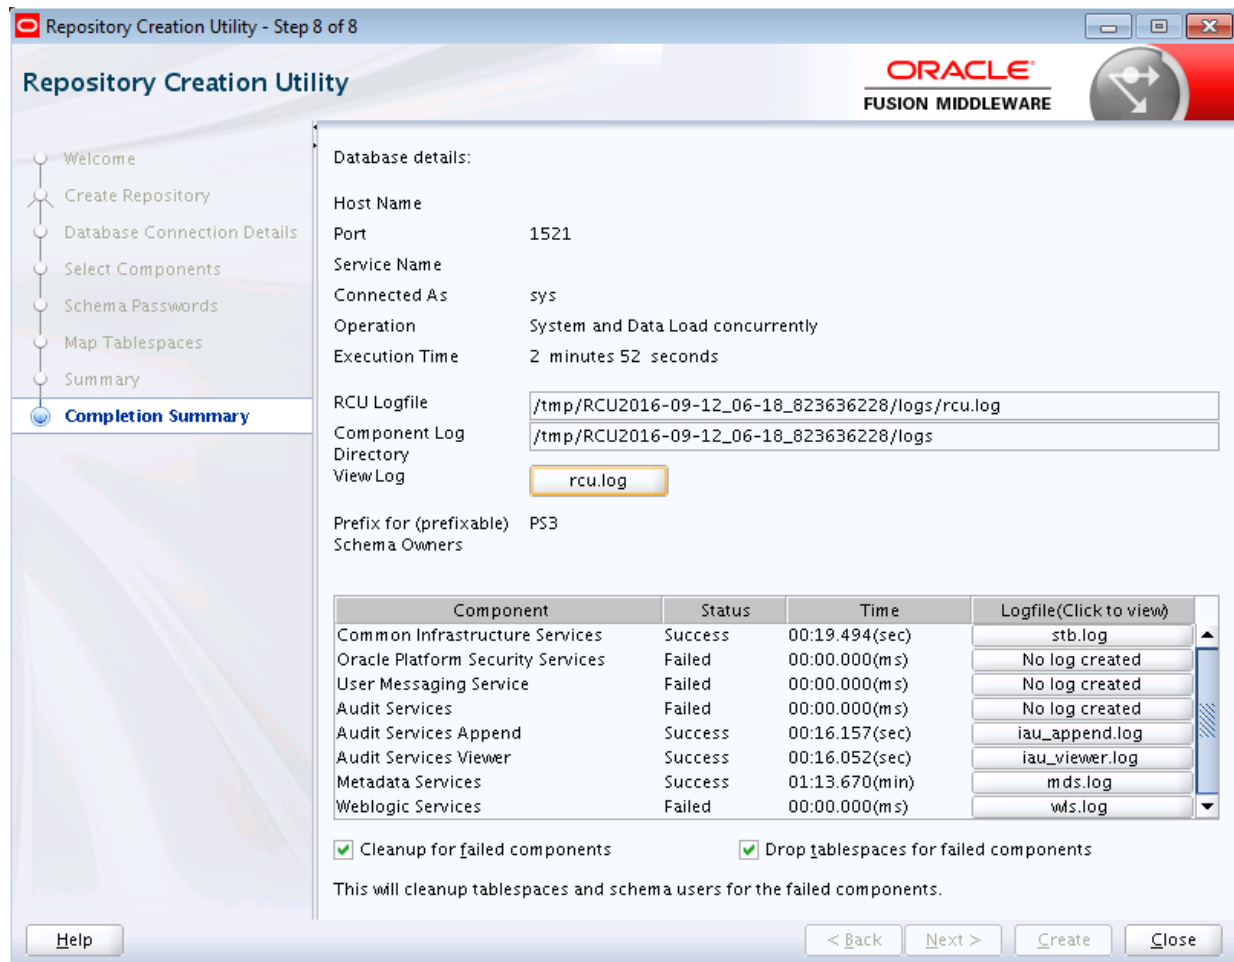 Repository Creation Utility - Step 8 of 8
Repository Creation Utility
ORACLE
FUSION MIDDLEWARE
Welcome
Create Repository
Database Connection Details
Select Components
Schema Passwords
Map Tablespaces
Summary
Completion Summary
Database details:
Host Name
Port 1521
Service Name
Connected As sys
Operation System and Data Load concurrently
Execution Time 2 minutes 52 seconds
RCU Logfile /tmp/RCU2016-09-12_06-18_823636228/logs/rcu.log
Component Log /tmp/RCU2016-09-12_06-18_823636228/logs
Directory
View Log rcu.log
Prefix for (prefixable) PS3
Schema Owners
Component Status Time Logfile(Click to view)
Common Infrastructure Services Success 00:19.494(sec) stb.log
Oracle Platform Security Services Failed 00:00.000(ms) No log created
User Messaging Service Failed 00:00.000(ms) No log created
Audit Services Failed 00:00.000(ms) No log created
Audit Services Append Success 00:16.157(sec) iau_append.log
Audit Services Viewer Success 00:16.052(sec) iau_viewer.log
Metadata Services Success 01:13.670(min) mds.log
Weblogic Services Failed 00:00.000(ms) wls.log
Cleanup for failed components Drop tablespaces for failed components
This will cleanup tablespaces and schema users for the failed components.
Help < Back Next > Create Close